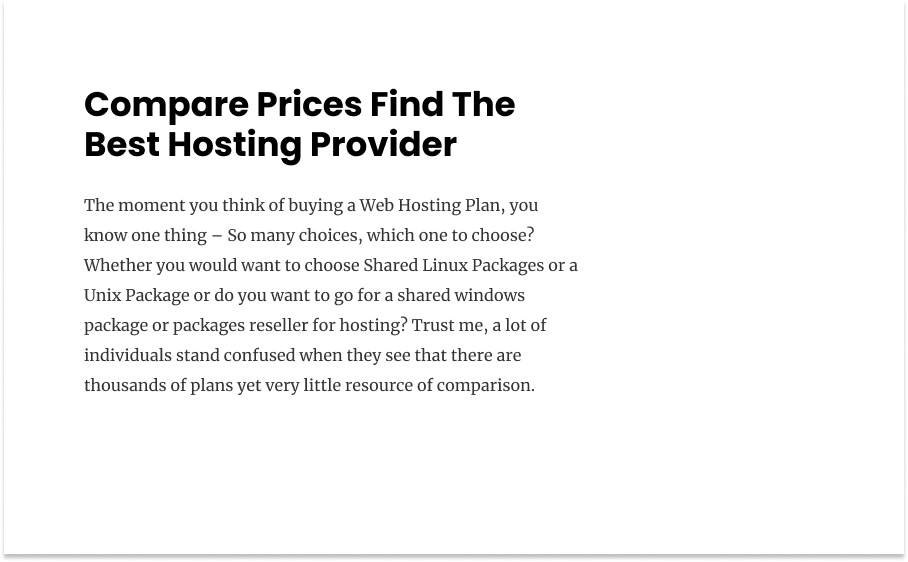 Compare Prices Find The
Best Hosting Provider
The moment you think of buying a Web Hosting Plan, you
know one thing – So many choices, which one to choose?
Whether you would want to choose Shared Linux Packages or a
Unix Package or do you want to go for a shared windows
package or packages reseller for hosting? Trust me, a lot of
individuals stand confused when they see that there are
thousands of plans yet very little resource of comparison.